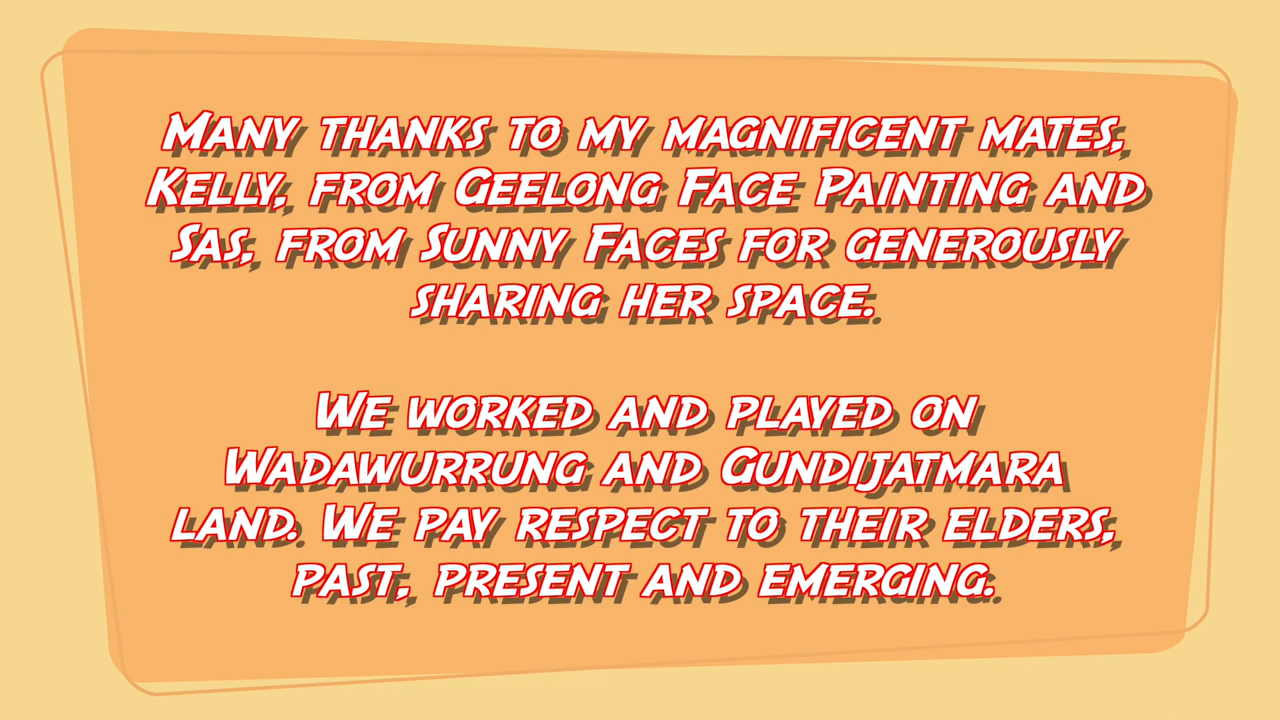 Many thanks to my magnificent mates,
Kelly, from Geelong Face Painting and
Sas, from Sunny Faces for generously
sharing her space.
We worked and played on
Wadawurrung and Gundijatmara
land. We pay respect to their elders,
past, present and emerging.